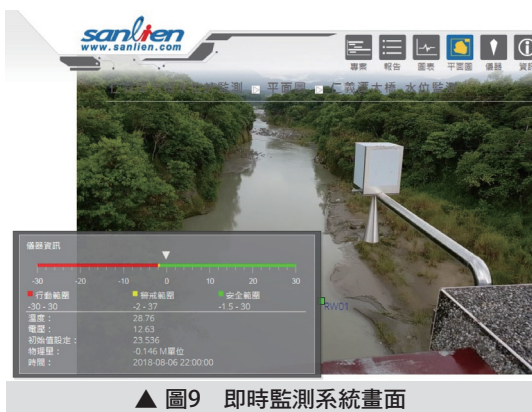 sanlien
www.sanlien.com
專案 報告 圖表 平面圖 儀器 資訊
監測 平面圖 仁義潭大橋 水位監
RW01
儀器資訊
-30 -20 -10 0 10 20 30
行動範圍 警戒範圍 安全範圍
-30 - 30 -2 - 37 -1.5 - 30
溫度： 28.76
電壓： 12.63
初始值設定： 23.536
物理量： -0.146 M單位
時間： 2018-08-06 22:00:00
▲ 圖9 即時監測系統畫面